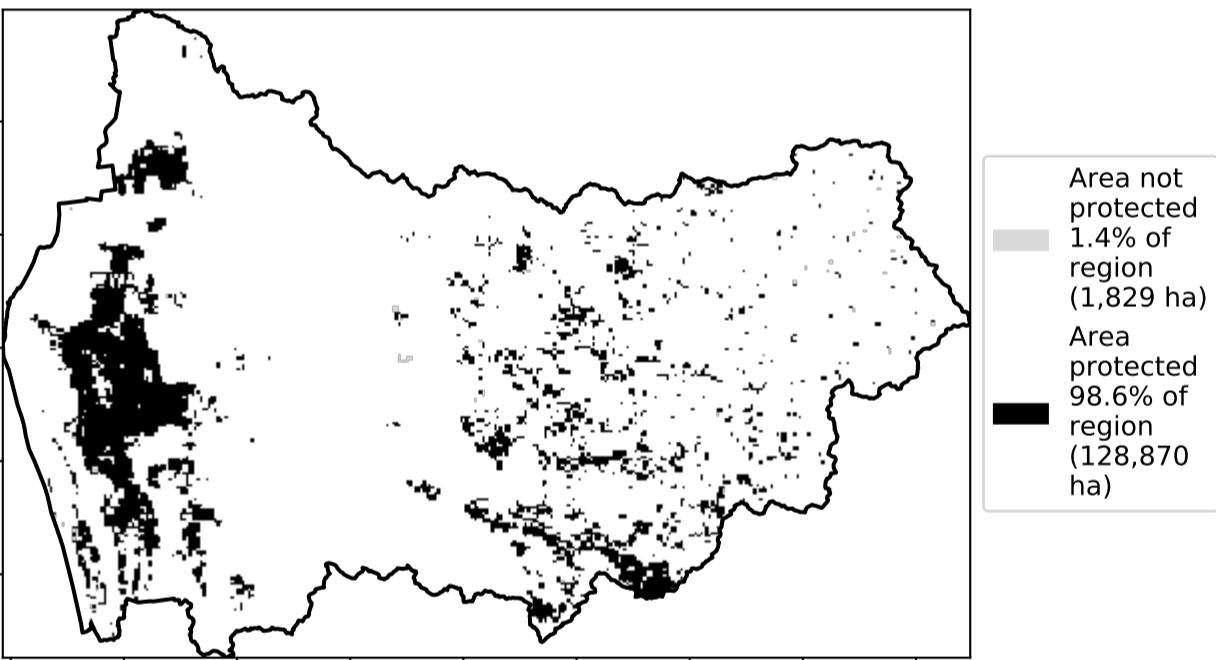 Area not
protected
1.4% of
region
(1,829 ha)
Area
protected
98.6% of
region
(128,870
ha)